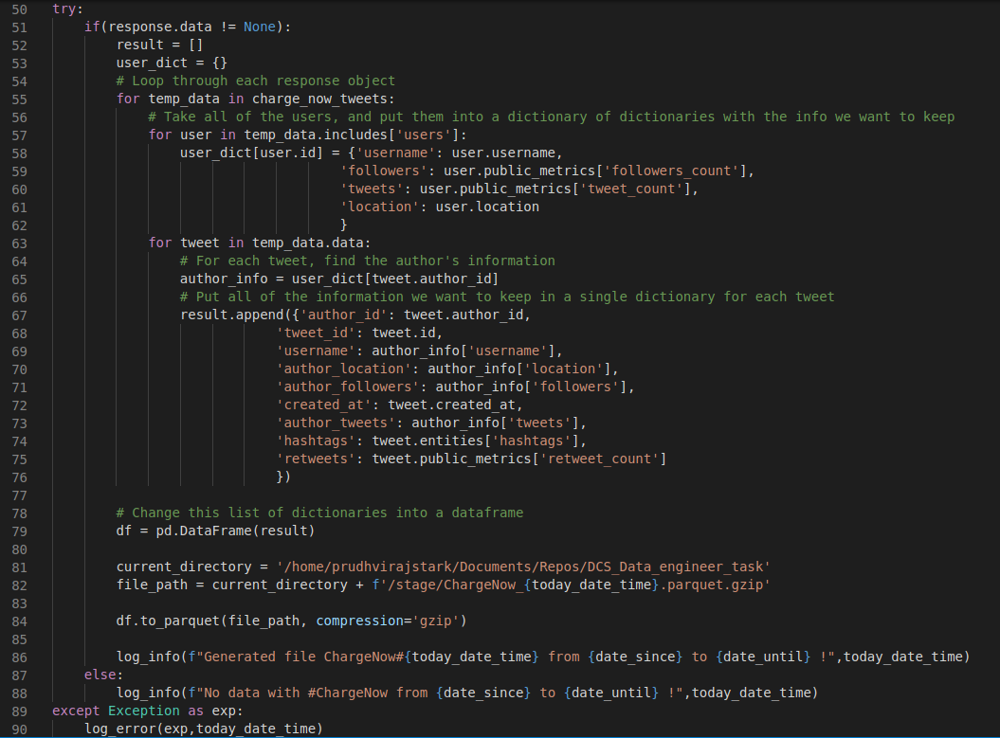 50 try:
51     if(response.data != None):
52         result = []
53         user_dict = {}
54         # Loop through each response object
55         for temp_data in charge_now_tweets:
56             # Take all of the users, and put them into a dictionary of dictionaries with the info we want to keep
57             for user in temp_data.includes['users']:
58                 user_dict[user.id] = {'username': user.username,
59                                     'followers': user.public_metrics['followers_count'],
60                                     'tweets': user.public_metrics['tweet_count'],
61                                     'location': user.location
62                                     }
63             for tweet in temp_data.data:
64                 # For each tweet, find the author's information
65                 author_info = user_dict[tweet.author_id]
66                 # Put all of the information we want to keep in a single dictionary for each tweet
67                 result.append({'author_id': tweet.author_id,
68                             'tweet_id': tweet.id,
69                             'username': author_info['username'],
70                             'author_location': author_info['location'],
71                             'author_followers': author_info['followers'],
72                             'created_at': tweet.created_at,
73                             'author_tweets': author_info['tweets'],
74                             'hashtags': tweet.entities['hashtags'],
75                             'retweets': tweet.public_metrics['retweet_count']
76                             })
77
78         # Change this list of dictionaries into a dataframe
79         df = pd.DataFrame(result)
80
81         current_directory = '/home/prudhvirajstark/Documents/Repos/DCS_Data_engineer_task'
82         file_path = current_directory + f'/stage/ChargeNow_{today_date_time}.parquet.gzip'
83
84         df.to_parquet(file_path, compression='gzip')
85
86         log_info(f"Generated file ChargeNow#{today_date_time} from {date_since} to {date_until} !",today_date_time)
87     else:
88         log_info(f"No data with #ChargeNow from {date_since} to {date_until} !",today_date_time)
89 except Exception as exp:
90     log_error(exp,today_date_time)